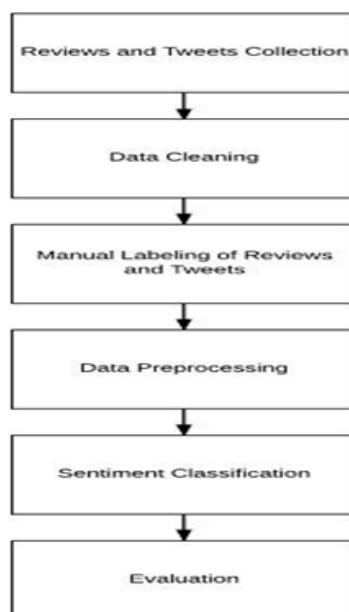 Reviews and Tweets Collection
Data Cleaning
Manual Labeling of Reviews
and Tweets
Data Preprocessing
Sentiment Classification
Evaluation